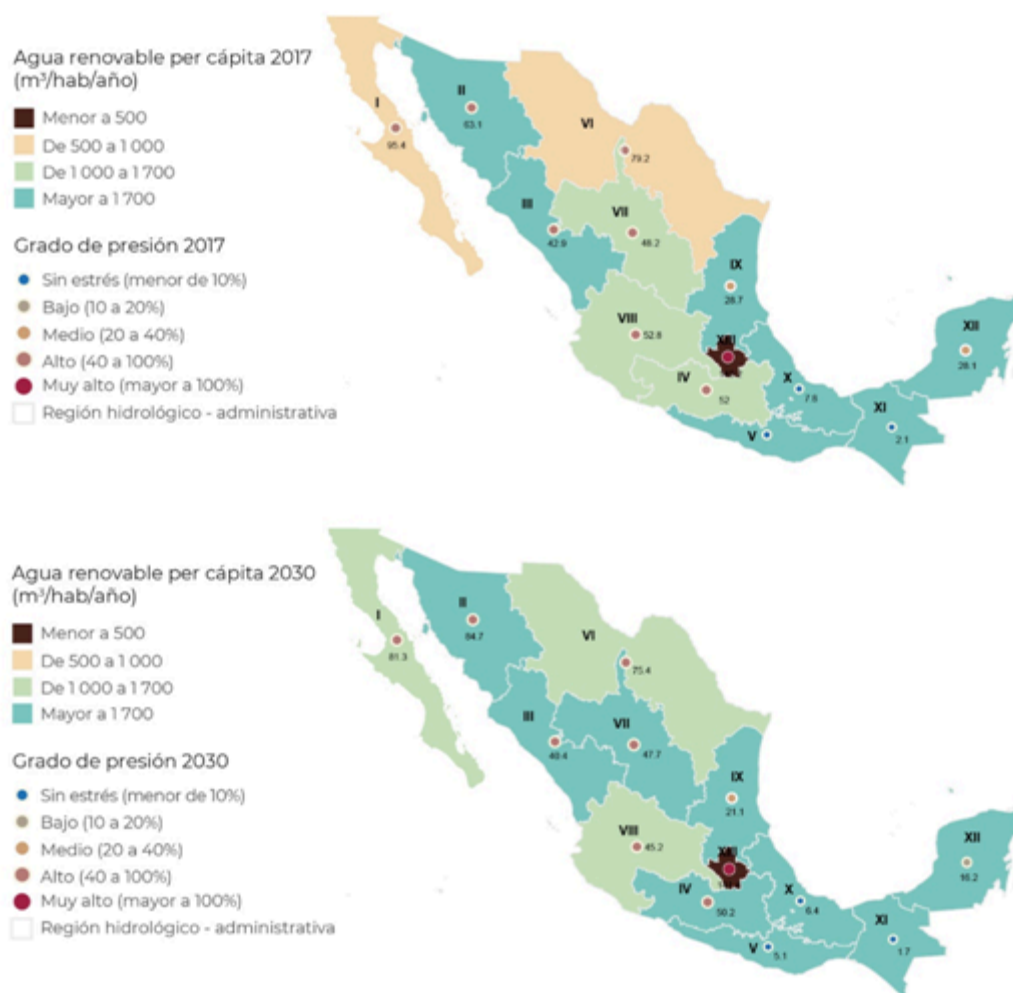 Agua renovable per cápita 2017
(m³/hab/año)
Menor a 500
De 500 a 1 000
De 1 000 a 1 700
Mayor a 1 700
Grado de presión 2017
Sin estrés (menor de 10%)
Bajo (10 a 20%)
Medio (20 a 40%)
Alto (40 a 100%)
Muy alto (mayor a 100%)
Región hidrológico - administrativa
I
95.4
II
63.1
VI
79.2
III
42.9
VII
48.2
IX
28.7
VIII
52.8
IV
52
X
7.8
V
XI
2.1
XII
28.1
Agua renovable per cápita 2030
(m³/hab/año)
Menor a 500
De 500 a 1 000
De 1 000 a 1 700
Mayor a 1 700
Grado de presión 2030
Sin estrés (menor de 10%)
Bajo (10 a 20%)
Medio (20 a 40%)
Alto (40 a 100%)
Muy alto (mayor a 100%)
Región hidrológico - administrativa
I
81.3
II
84.7
VI
75.4
III
VII
47.7
IX
21.1
VIII
45.2
IV
50.2
X
6.4
V
5.1
XI
1.7
XII
16.2